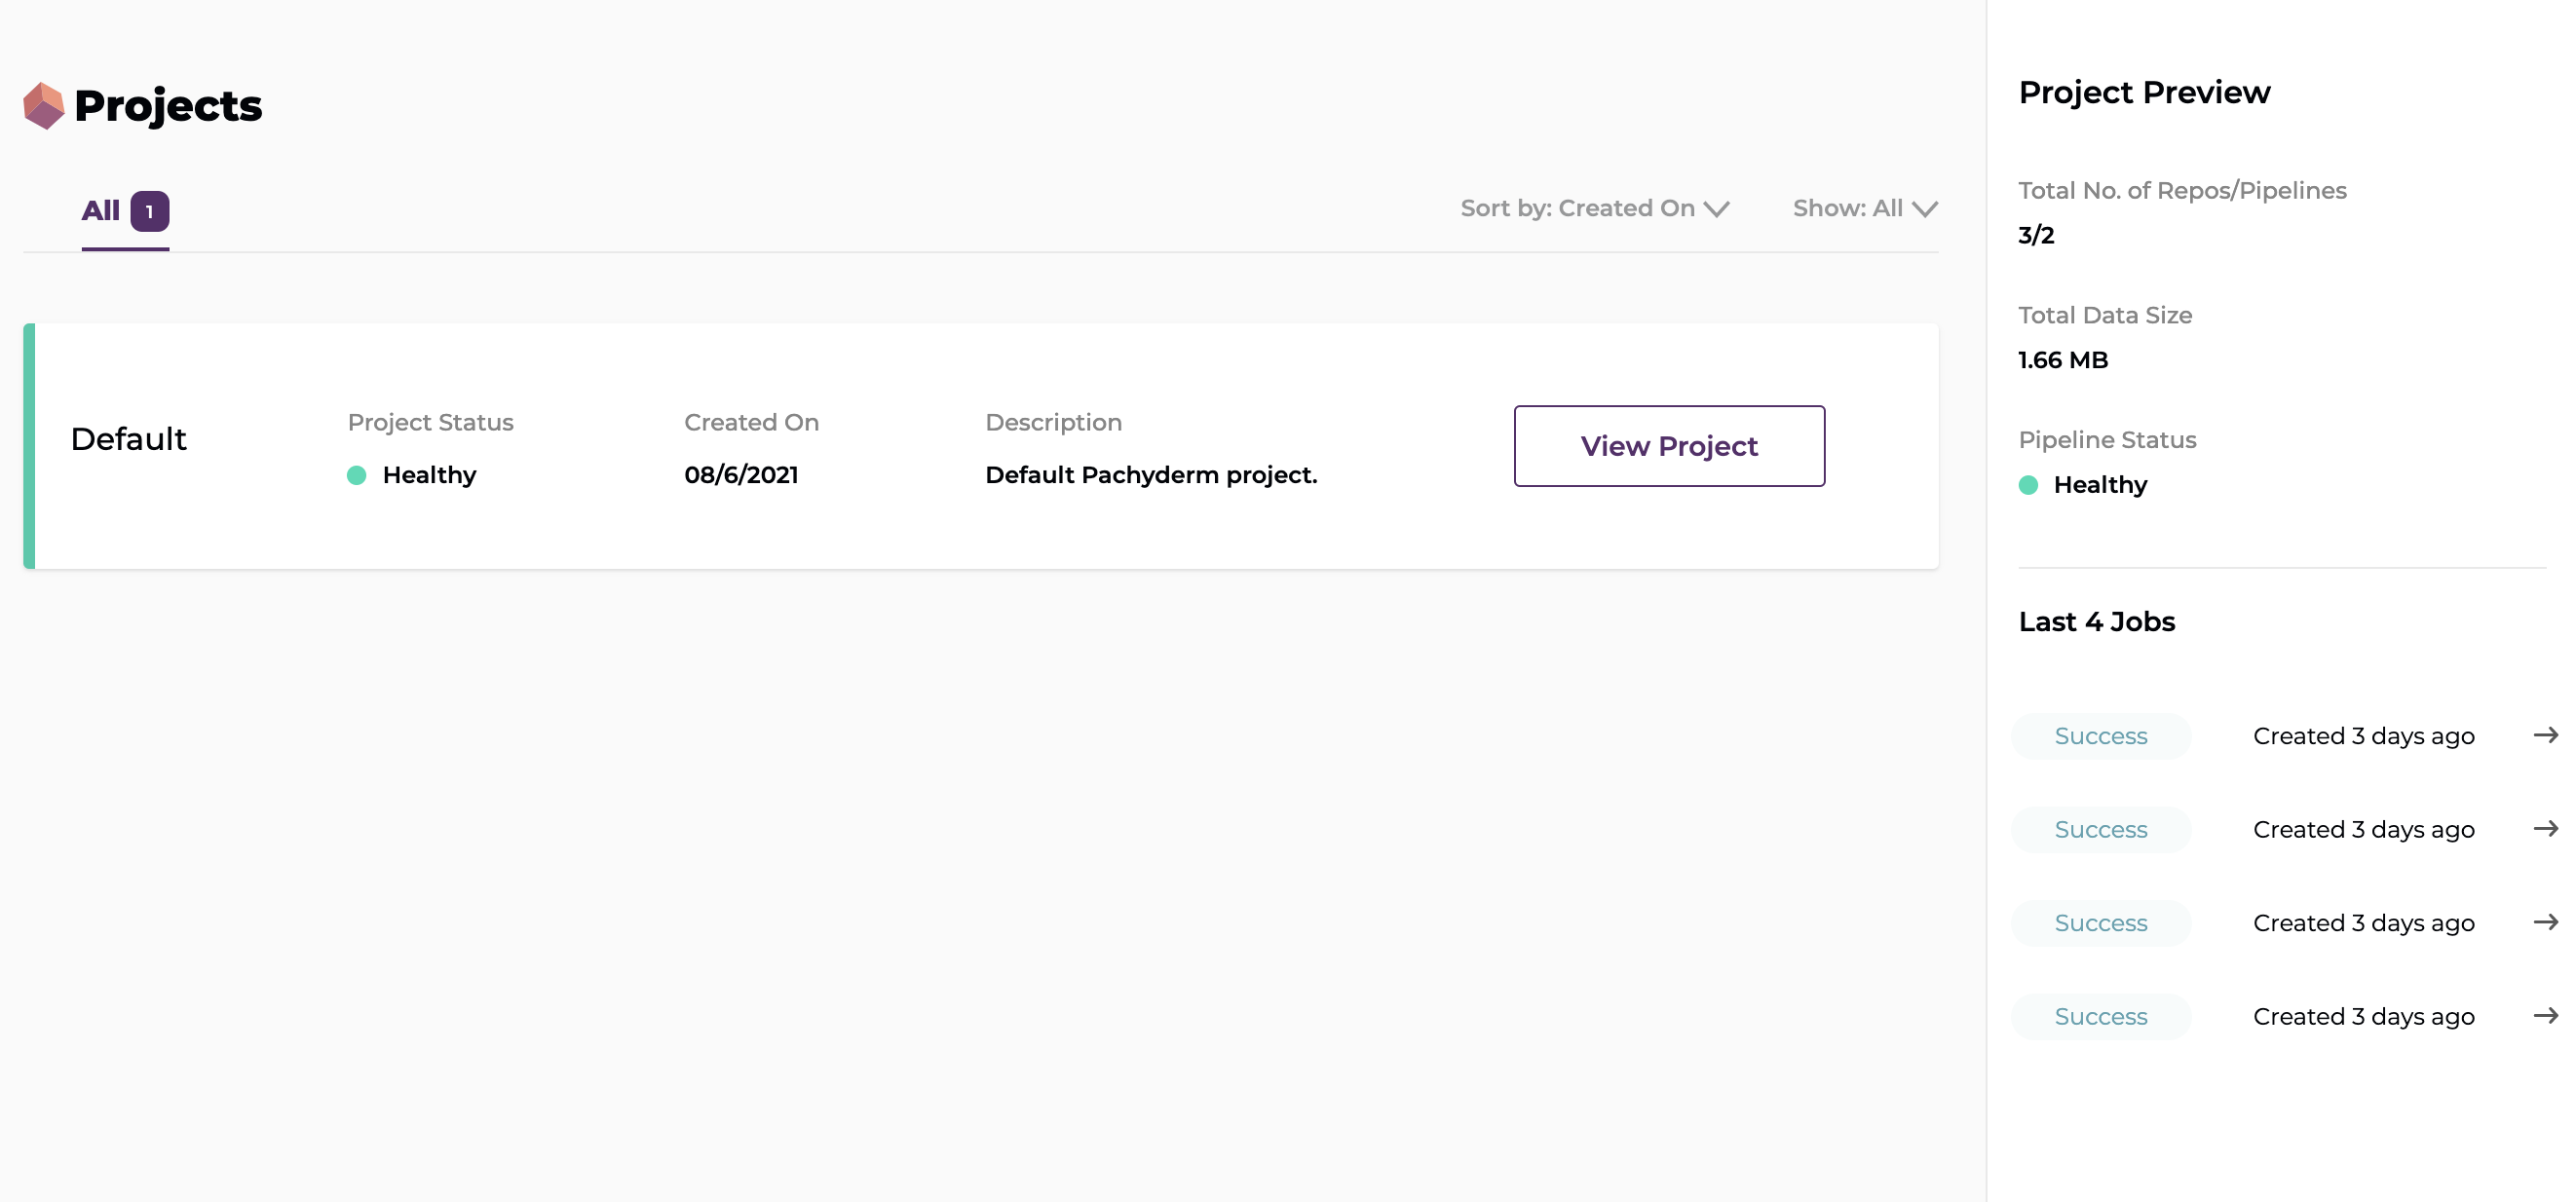 Projects
All 1
Sort by: Created On
Show: All
Default
Project Status
Healthy
Created On
08/6/2021
Description
Default Pachyderm project.
View Project
Project Preview
Total No. of Repos/Pipelines
3/2
Total Data Size
1.66 MB
Pipeline Status
Healthy
Last 4 Jobs
Success Created 3 days ago
Success Created 3 days ago
Success Created 3 days ago
Success Created 3 days ago